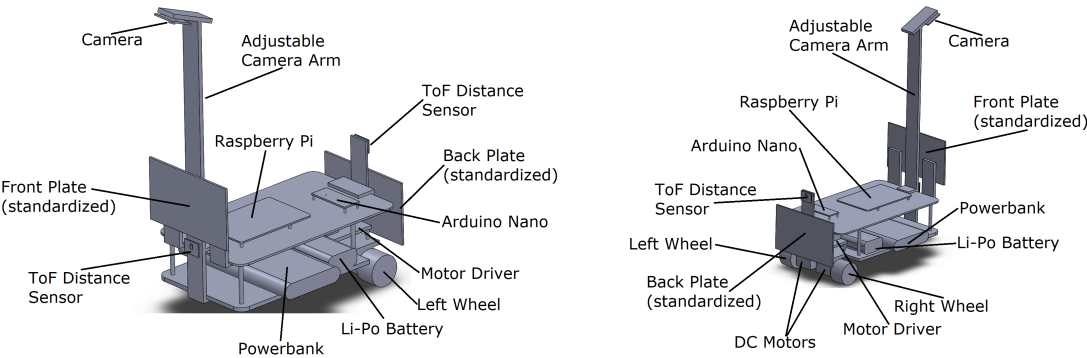 Camera
Adjustable
Camera Arm
ToF Distance
Sensor
Raspberry Pi
Back Plate
(standardized)
Front Plate
(standardized)
Arduino Nano
ToF Distance
Sensor
Motor Driver
Left Wheel
Li-Po Battery
Powerbank
Adjustable
Camera Arm
Camera
Raspberry Pi
Front Plate
(standardized)
Arduino Nano
ToF Distance
Sensor
Powerbank
Left Wheel
Li-Po Battery
Back Plate
(standardized)
Right Wheel
Motor Driver
DC Motors